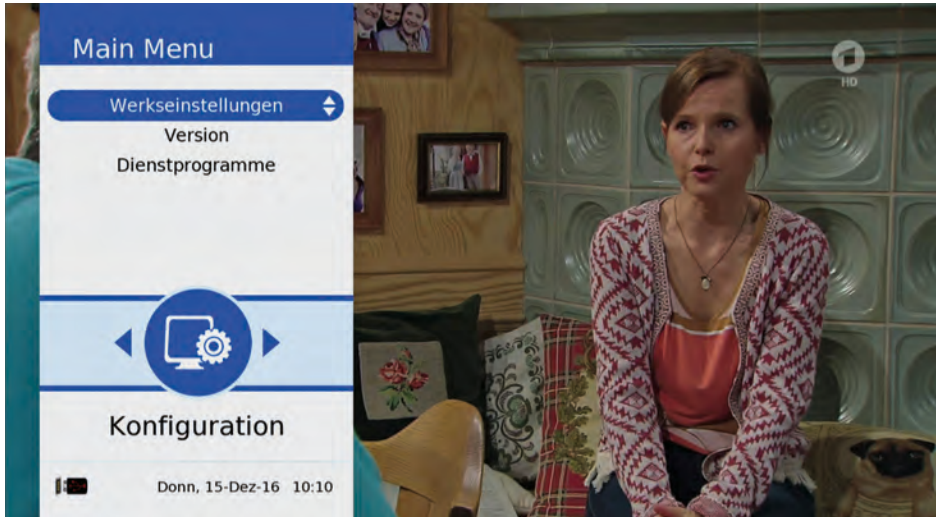 Main Menu
Werkseinstellungen
Version
Dienstprogramme
Konfiguration
Donn, 15-Dez-16 10:10
HD